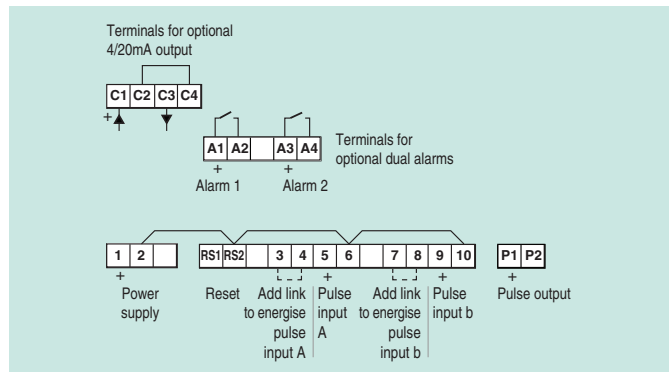 Terminals for optional
4/20mA output
C1 C2 C3 C4
+
A1 A2 A3 A4
Terminals for
optional dual alarms
+ +
Alarm 1 Alarm 2
1 2 RS1 RS2 3 4 5 6 7 8 9 10 P1 P2
+ + + +
Power
supply
Reset
Add link
to energise
pulse
input A
Pulse
input
A
Add link
to energise
pulse
input b
Pulse
input b
Pulse output